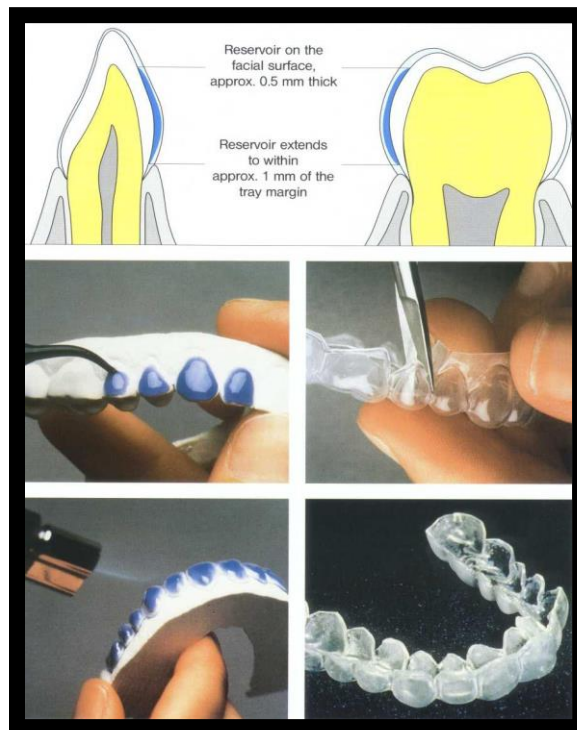 Reservoir on the
facial surface,
approx. 0.5 mm thick
Reservoir extends
to within
approx. 1 mm of the
tray margin